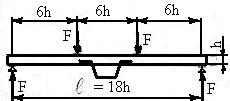 6h 6h 6h
F F
h
F ℓ = 18h F